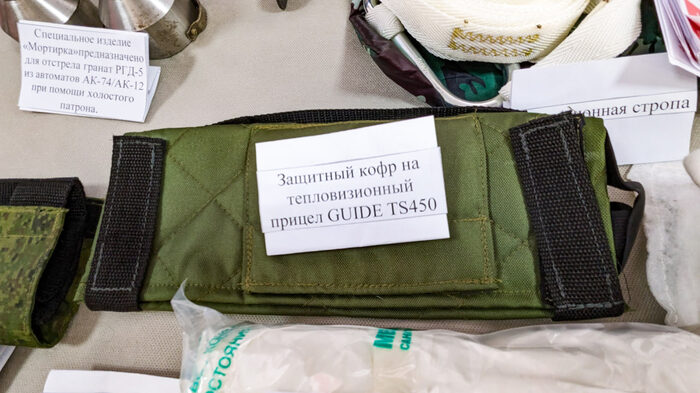 Специальное изделие
«Мортирка»предназначено
для отстрела гранат РГД-5
из автоматов АК-74/АК-12
при помощи холостого
патрона.
стропа
Защитный кофр на
тепловизионный
прицел GUIDE TS450